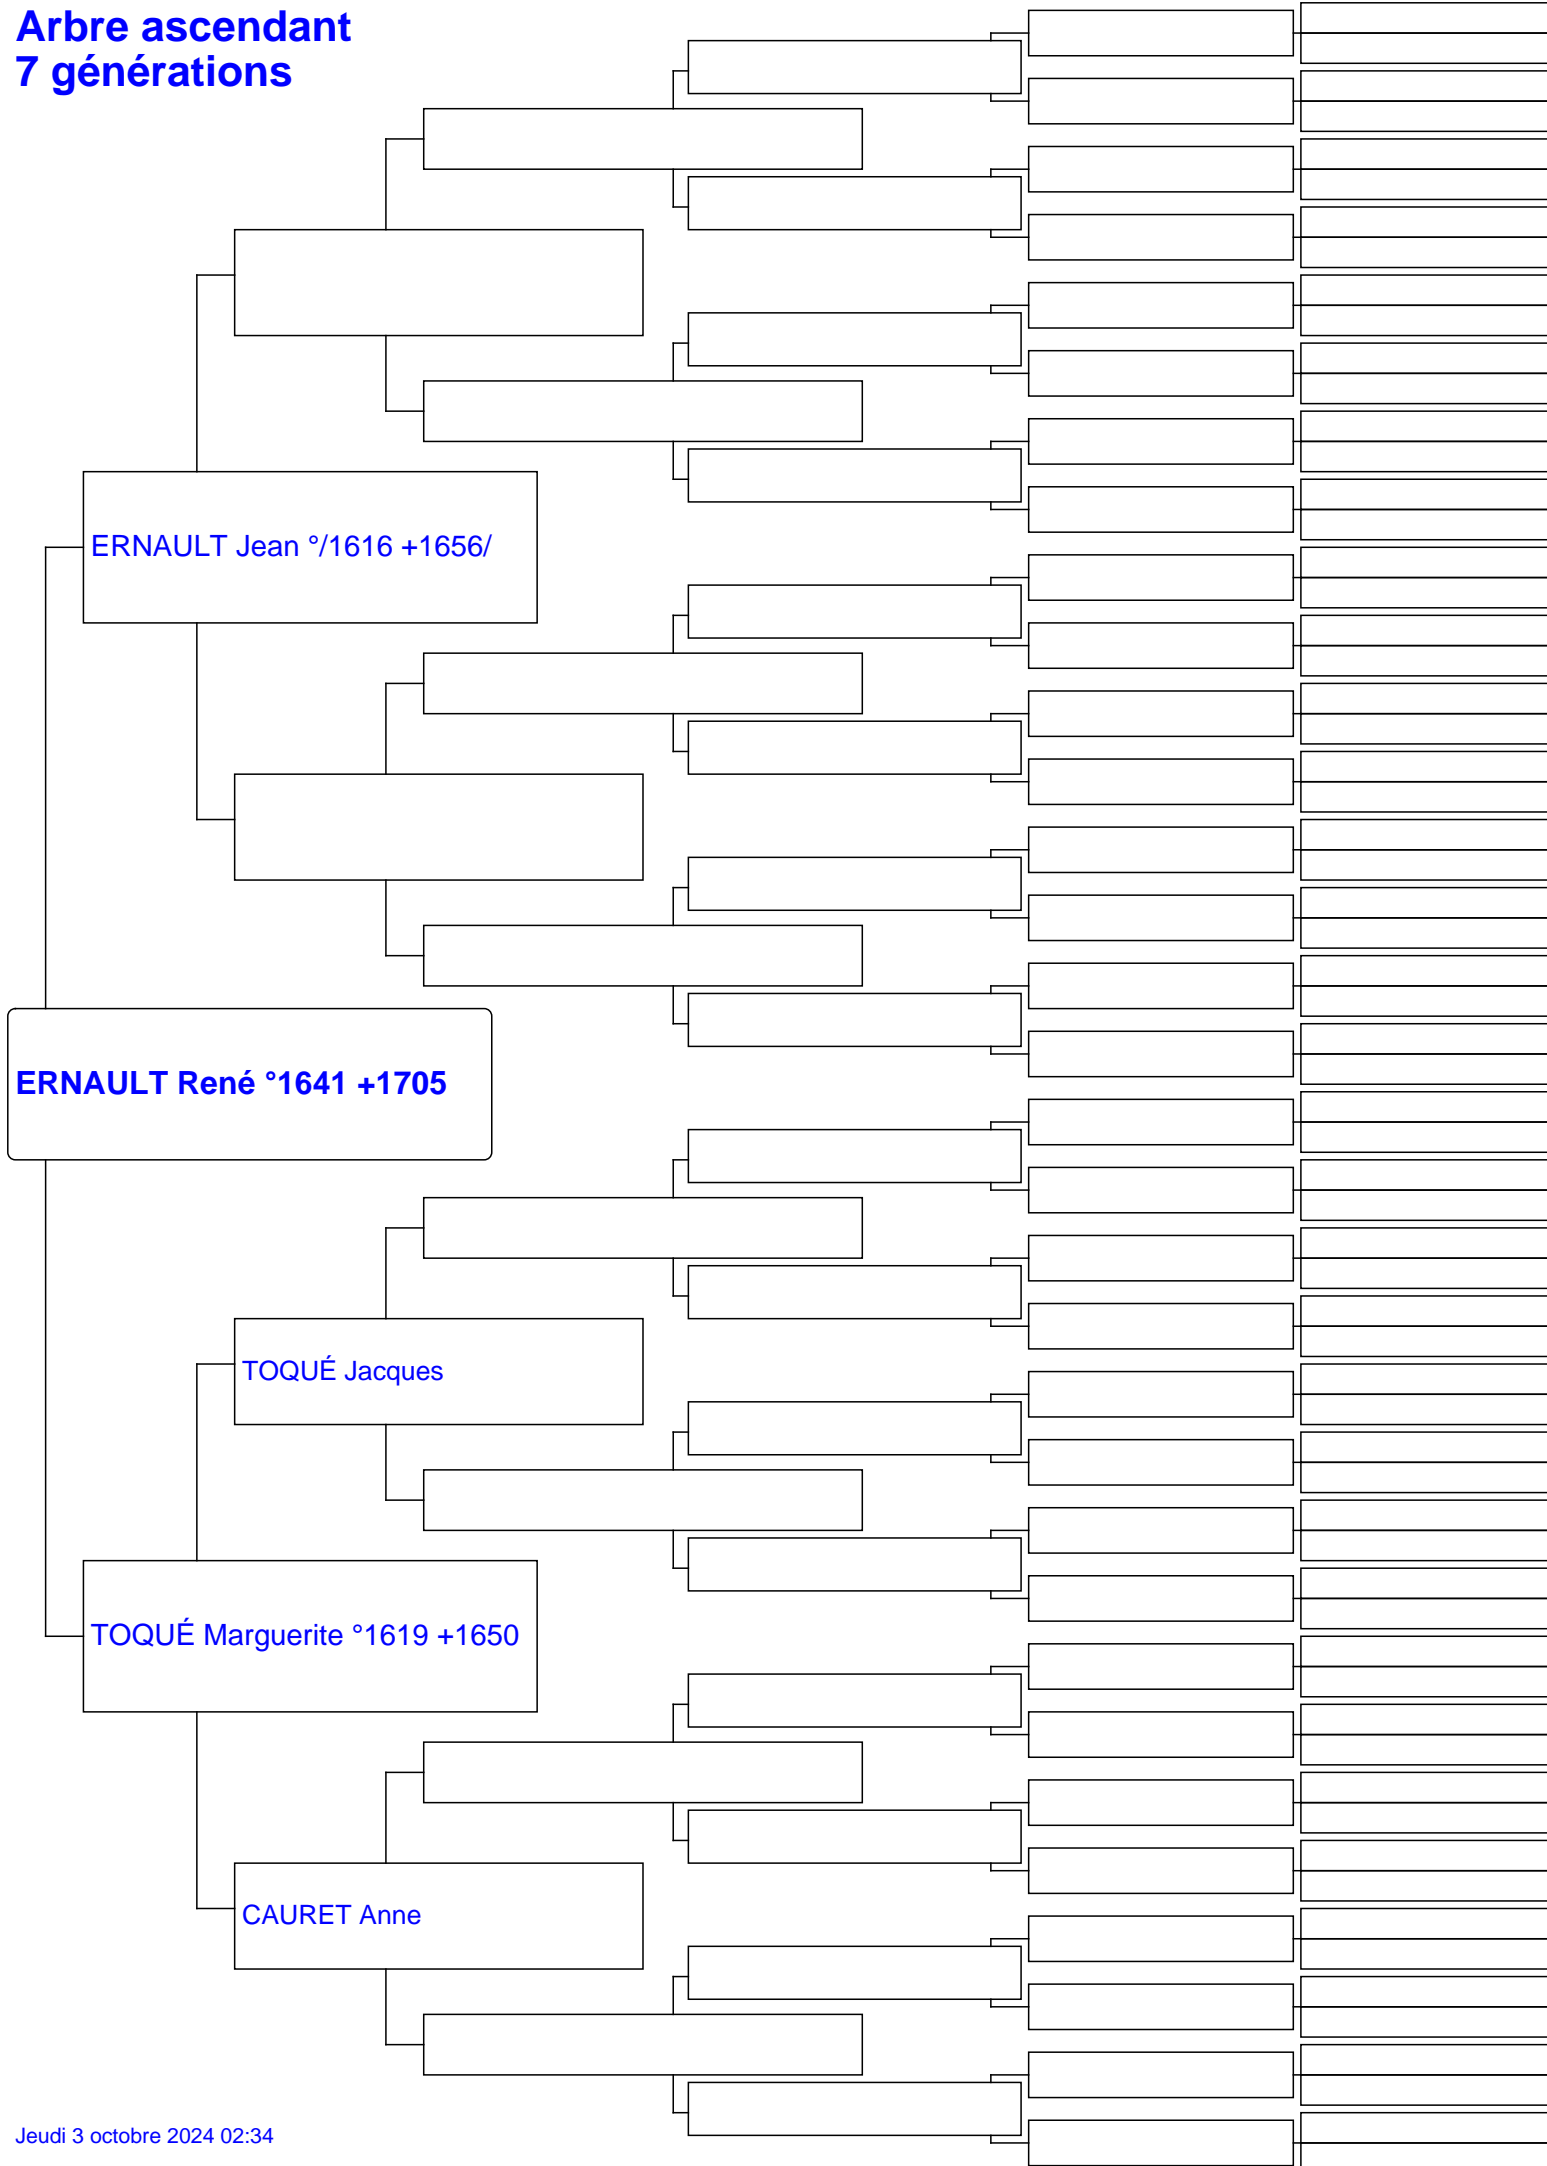 Arbre ascendant
7 générations
ERNAULT Jean °/1616 +1656/
ERNAULT René °1641 +1705
TOQUÉ Jacques
TOQUÉ Marguerite °1619 +1650
CAURET Anne
Jeudi 3 octobre 2024 02:34